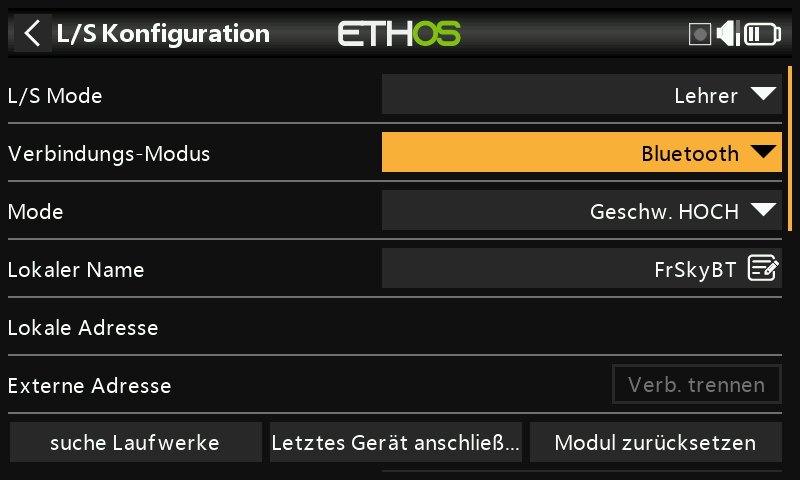 L/S Konfiguration
ETHOS
L/S Mode
Lehrer
Verbindungs-Modus
Bluetooth
Mode
Geschw. HOCH
Lokaler Name
FrSkyBT
Lokale Adresse
Externe Adresse
Verb. trennen
suche Laufwerke
Letztes Gerät anschließ...
Modul zurücksetzen